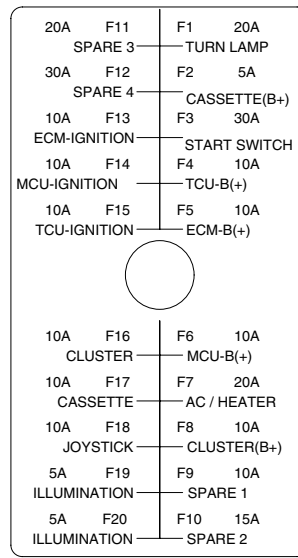 20A F11 F1 20A
SPARE 3 TURN LAMP
30A F12 F2 5A
SPARE 4 CASSETTE(B+)
10A F13 F3 30A
ECM-IGNITION START SWITCH
10A F14 F4 10A
MCU-IGNITION TCU-B(+)
10A F15 F5 10A
TCU-IGNITION ECM-B(+)
10A F16 F6 10A
CLUSTER MCU-B(+)
10A F17 F7 20A
CASSETTE AC / HEATER
10A F18 F8 10A
JOYSTICK CLUSTER(B+)
5A F19 F9 10A
ILLUMINATION SPARE 1
5A F20 F10 15A
ILLUMINATION SPARE 2